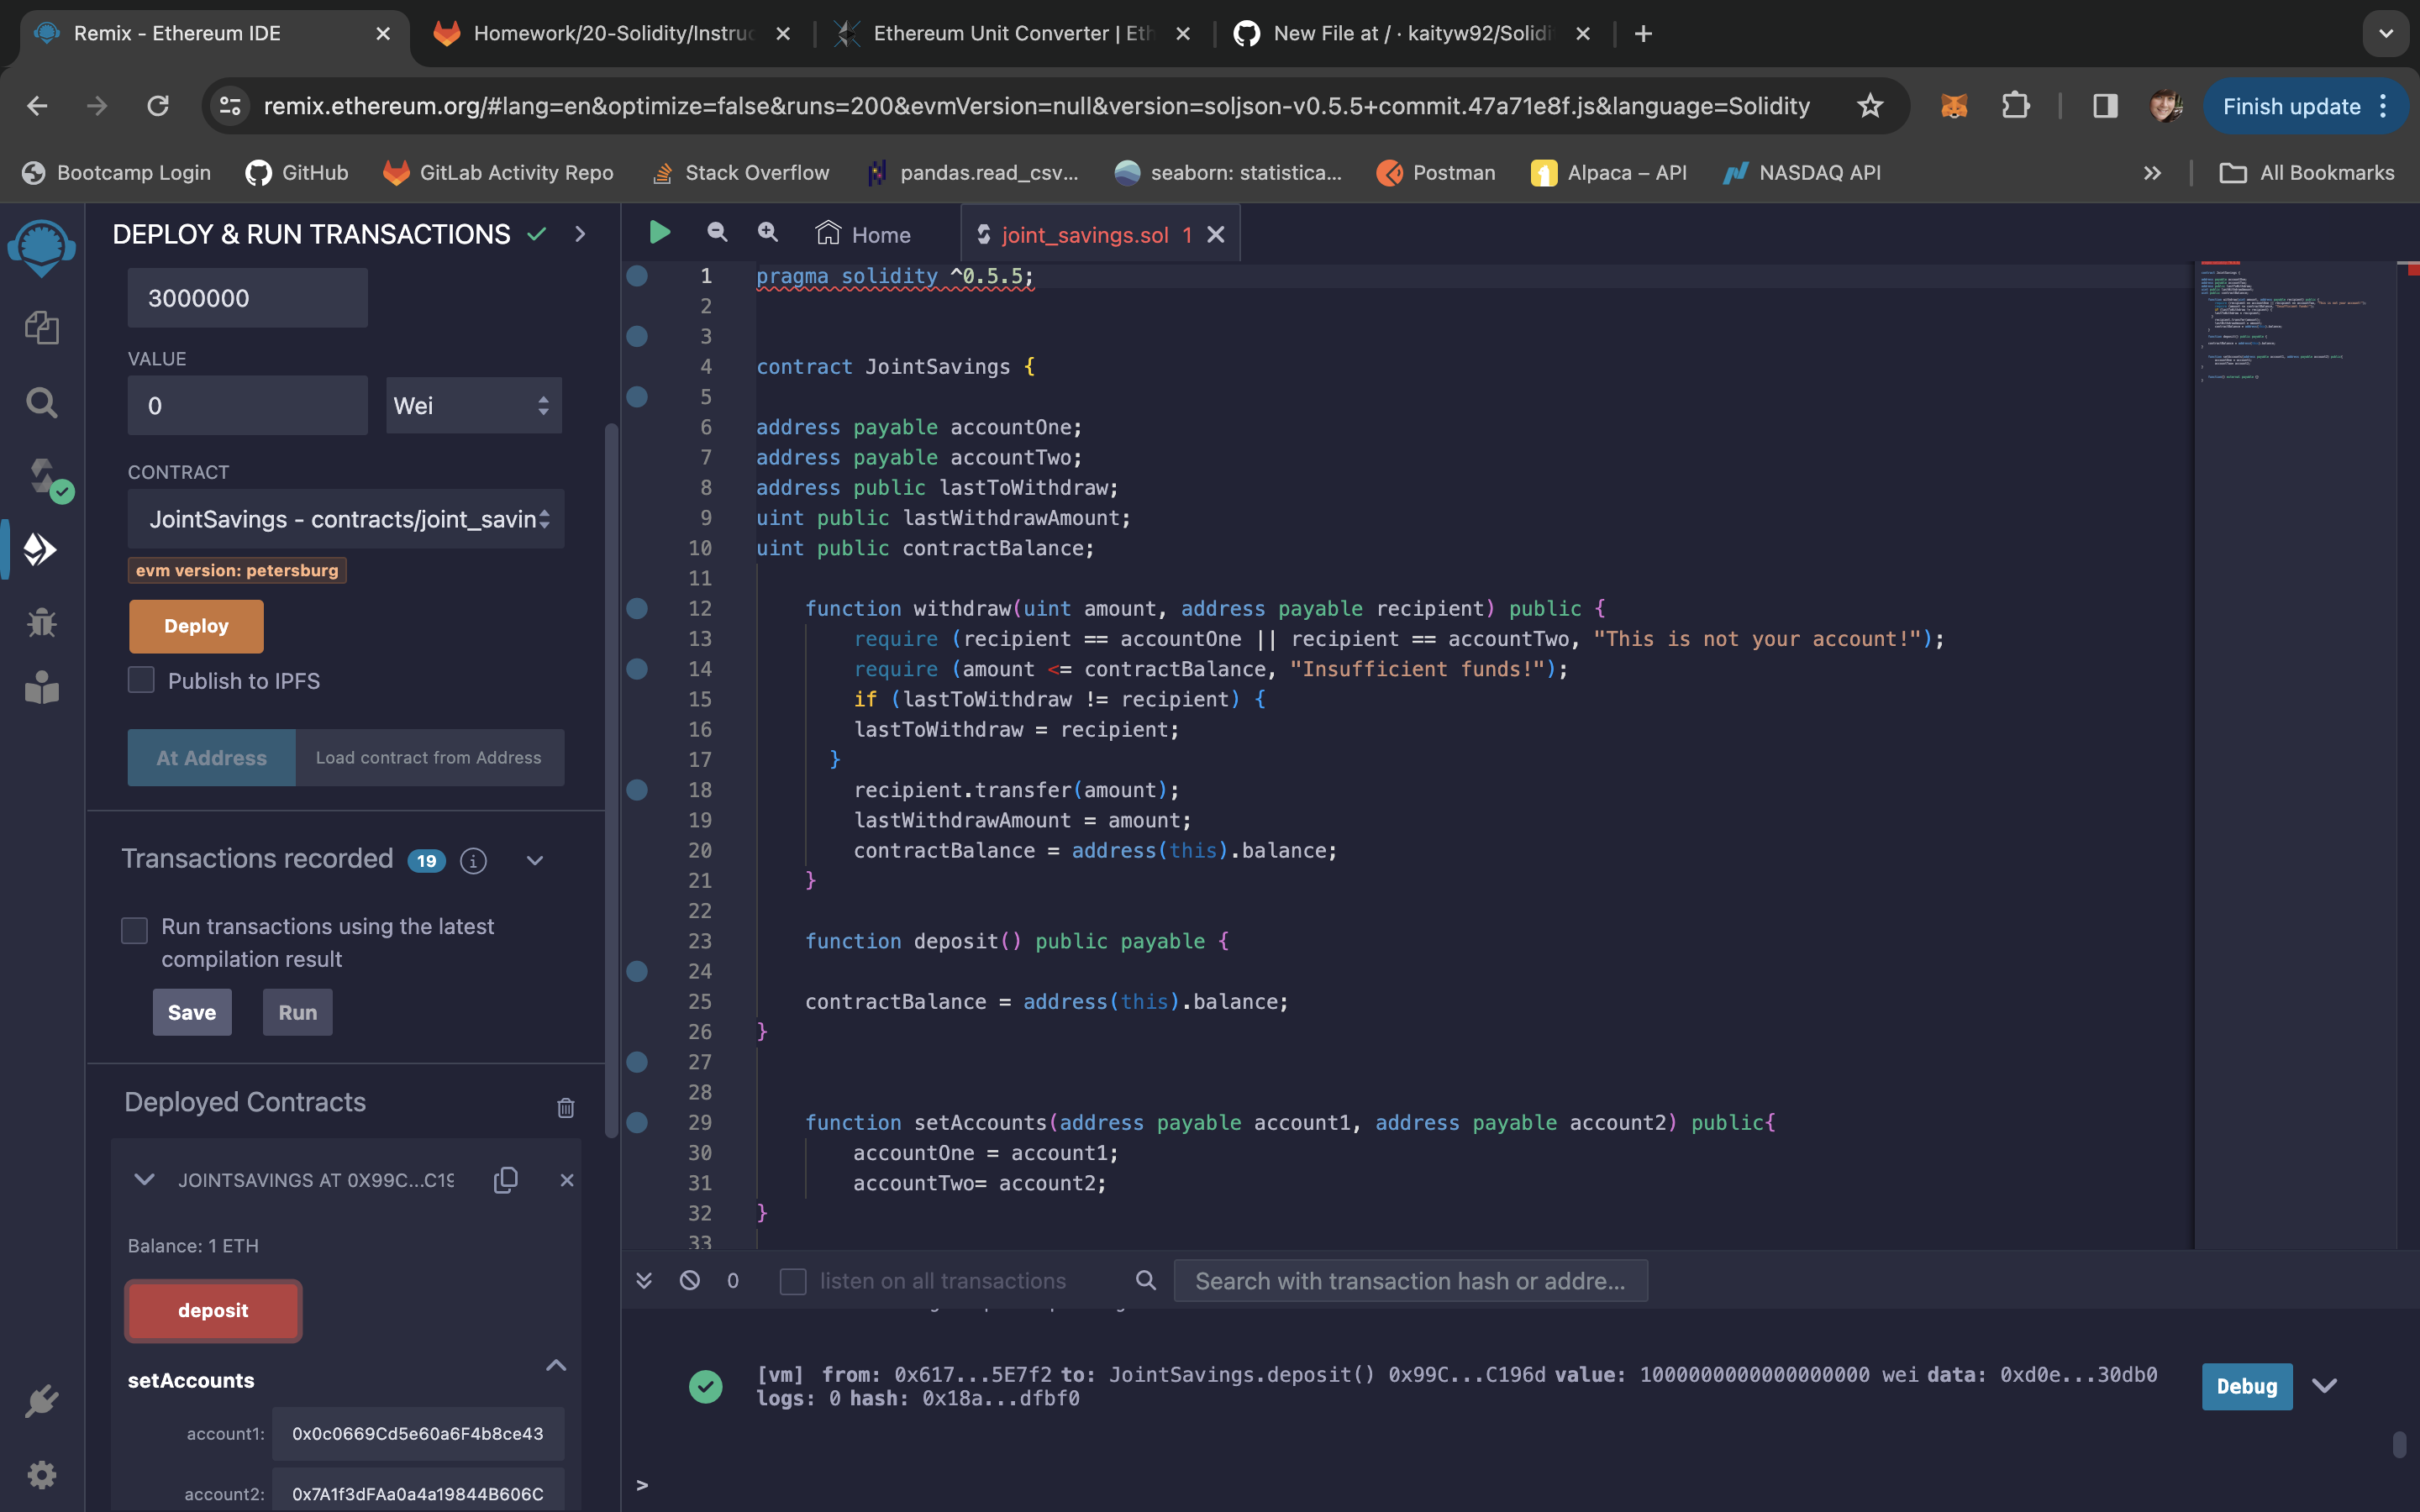 Remix - Ethereum IDE
Homework/20-Solidity/Instruc
Ethereum Unit Converter | Eth
New File at / · kaityw92/Solidi
remix.ethereum.org/#lang=en&optimize=false&runs=200&evmVersion=null&version=soljson-v0.5.5+commit.47a71e8f.js&language=Solidity
Finish update
Bootcamp Login
GitHub
GitLab Activity Repo
Stack Overflow
pandas.read_csv...
seaborn: statistica...
Postman
Alpaca – API
NASDAQ API
All Bookmarks
DEPLOY & RUN TRANSACTIONS
3000000
VALUE
0
Wei
CONTRACT
JointSavings - contracts/joint_savin
evm version: petersburg
Deploy
Publish to IPFS
At Address
Load contract from Address
Transactions recorded 19
Run transactions using the latest
compilation result
Save
Run
Deployed Contracts
JOINTSAVINGS AT 0X99C...C19
Balance: 1 ETH
deposit
setAccounts
account1: 0x0c0669Cd5e60a6F4b8ce43
account2: 0x7A1f3dFAa0a4a19844B606C
Home
joint_savings.sol 1
1 pragma solidity ^0.5.5;
2
3
4 contract JointSavings {
5
6 address payable accountOne;
7 address payable accountTwo;
8 address public lastToWithdraw;
9 uint public lastWithdrawAmount;
10 uint public contractBalance;
11
12 function withdraw(uint amount, address payable recipient) public {
13 require (recipient == accountOne || recipient == accountTwo, "This is not your account!");
14 require (amount <= contractBalance, "Insufficient funds!");
15 if (lastToWithdraw != recipient) {
16 lastToWithdraw = recipient;
17 }
18 recipient.transfer(amount);
19 lastWithdrawAmount = amount;
20 contractBalance = address(this).balance;
21 }
22
23 function deposit() public payable {
24
25 contractBalance = address(this).balance;
26 }
27
28
29 function setAccounts(address payable account1, address payable account2) public{
30 accountOne = account1;
31 accountTwo= account2;
32 }
33
0
listen on all transactions
Search with transaction hash or addre...
[vm] from: 0x617...5E7f2 to: JointSavings.deposit() 0x99C...C196d value: 1000000000000000000 wei data: 0xd0e...30db0
logs: 0 hash: 0x18a...dfbf0
Debug
>